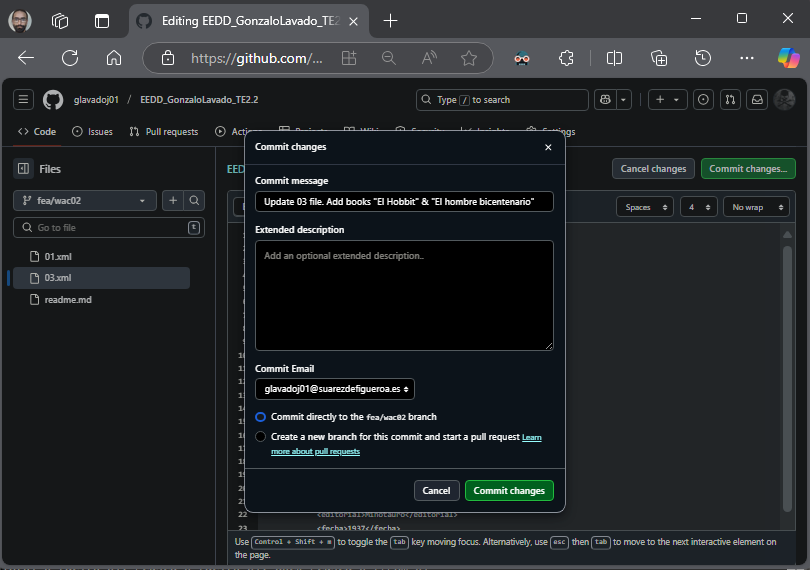 Editing EEDD_GonzaloLavado_TE2
https://github.com/...
glavadoj01 / EEDD_GonzaloLavado_TE2.2
Type / to search
Code
Issues
Pull requests
Settings
Files
fea/wac02
Go to file
t
01.xml
03.xml
readme.md
EED
Cancel changes
Commit changes...
Spaces
4
No wrap
Commit changes
Commit message
Update 03 file. Add books "El Hobbit" & "El hombre bicentenario"
Extended description
Add an optional extended description..
Commit Email
glavadoj01@suarezdefigueroa.es
Commit directly to the fea/wac02 branch
Create a new branch for this commit and start a pull request Learn
more about pull requests
Cancel
Commit changes
22 <editorial>Minotauro</editorial>
23 <fecha>1937</fecha>
Use Control + Shift + m to toggle the tab key moving focus. Alternatively, use esc then tab to move to the next interactive element on
the page.